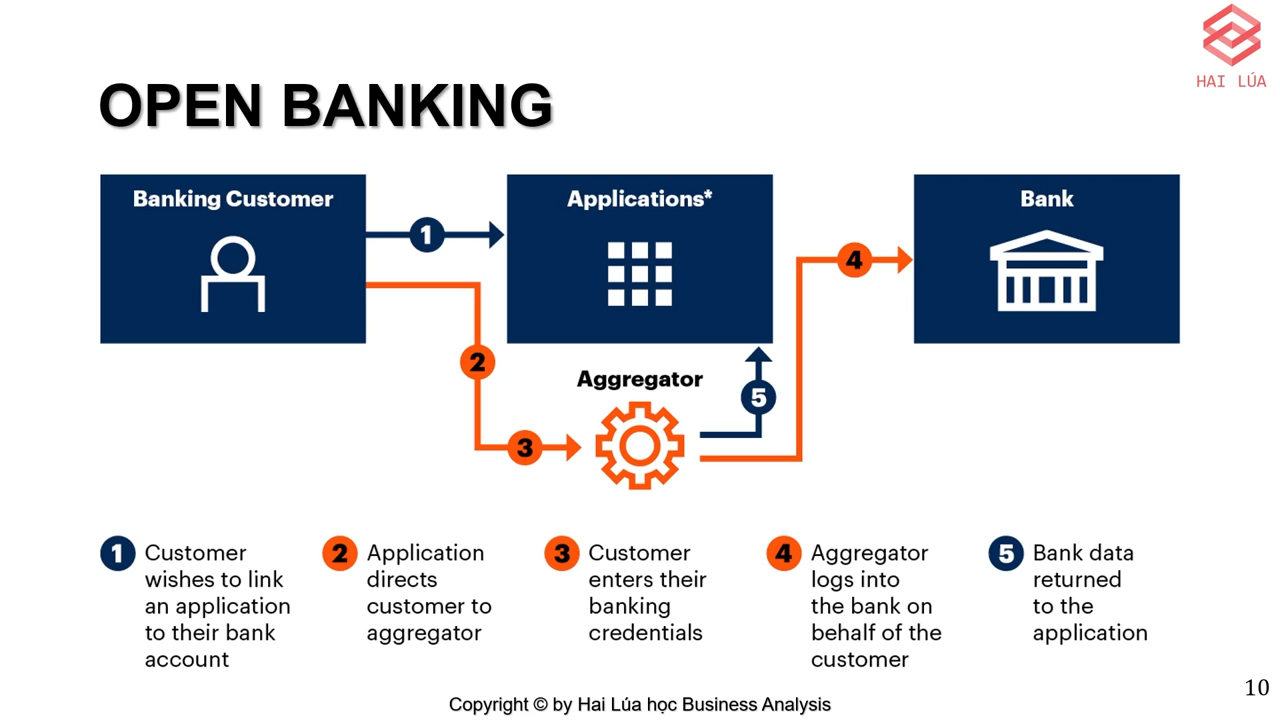 HAI LÚA
OPEN BANKING
Banking Customer
Applications*
Bank
1
4
2
Aggregator
5
3
1 Customer
wishes to link
an application
to their bank
account
2 Application
directs
customer to
aggregator
3 Customer
enters their
banking
credentials
4 Aggregator
logs into
the bank on
behalf of the
customer
5 Bank data
returned
to the
application
10
Copyright © by Hai Lúa học Business Analysis